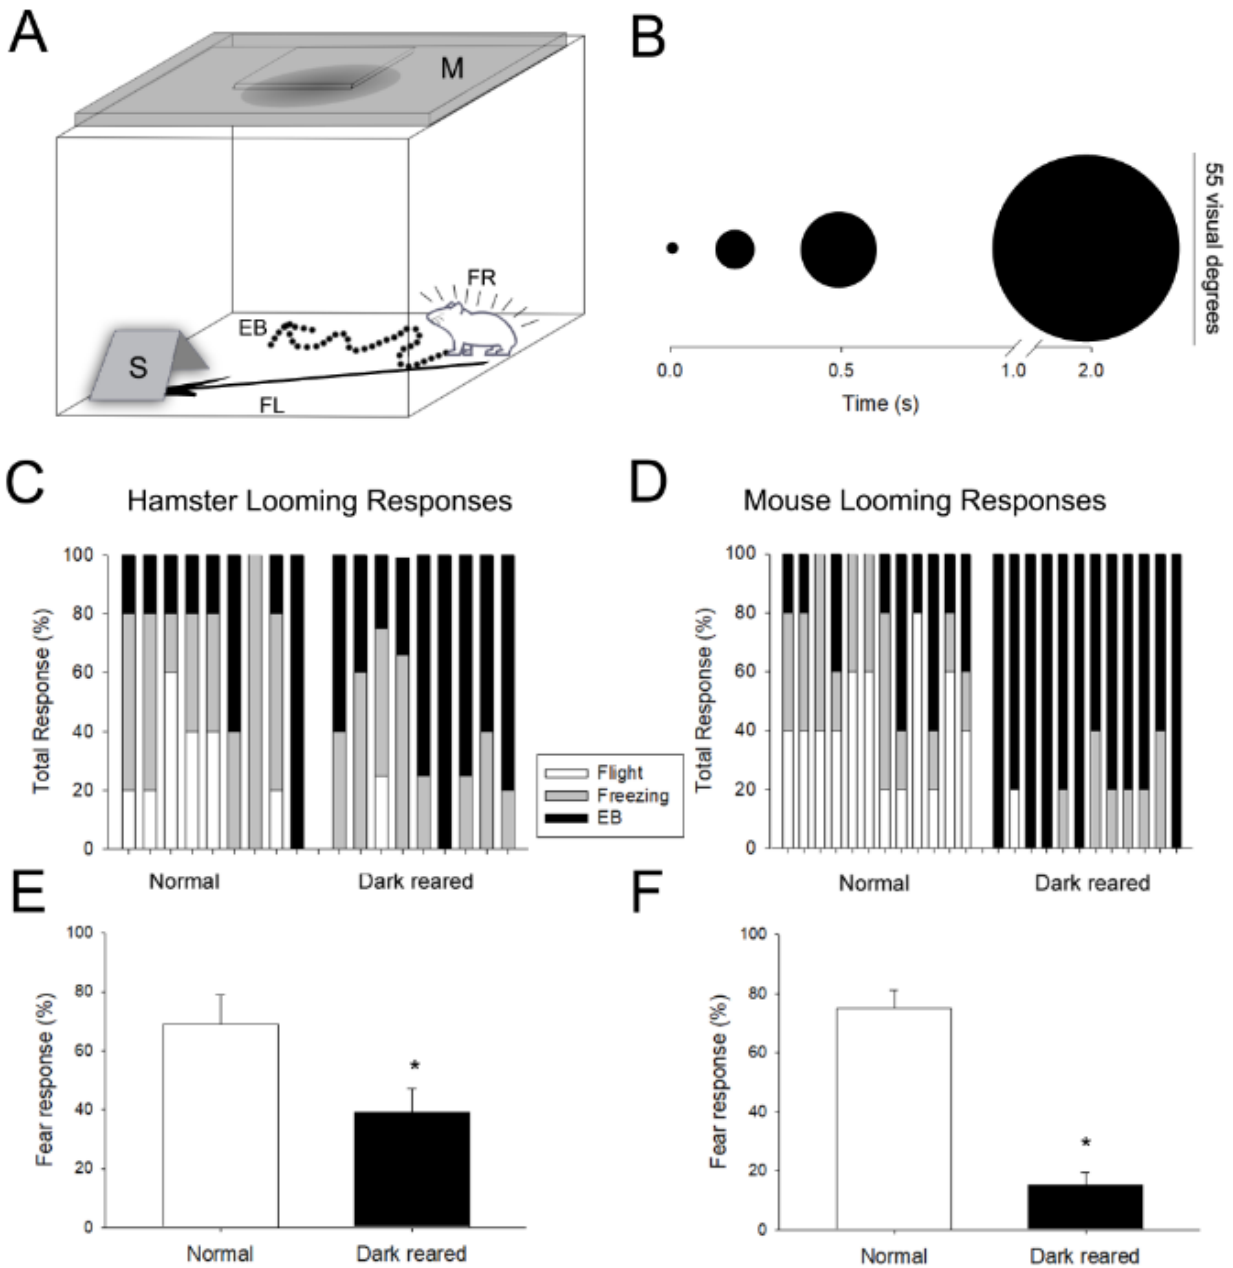 A
M
FR
EB
S
FL
B
55 visual degrees
0.0 0.5 1.0 2.0
Time (s)
C
Hamster Looming Responses
Total Response (%)
100
80
60
40
20
0
Normal Dark reared
Flight
Freezing
EB
D
Mouse Looming Responses
Total Response (%)
100
80
60
40
20
0
Normal Dark reared
E
Fear response (%)
100
80
60
40
20
0
*
Normal Dark reared
F
Fear response (%)
100
80
60
40
20
0
*
Normal Dark reared